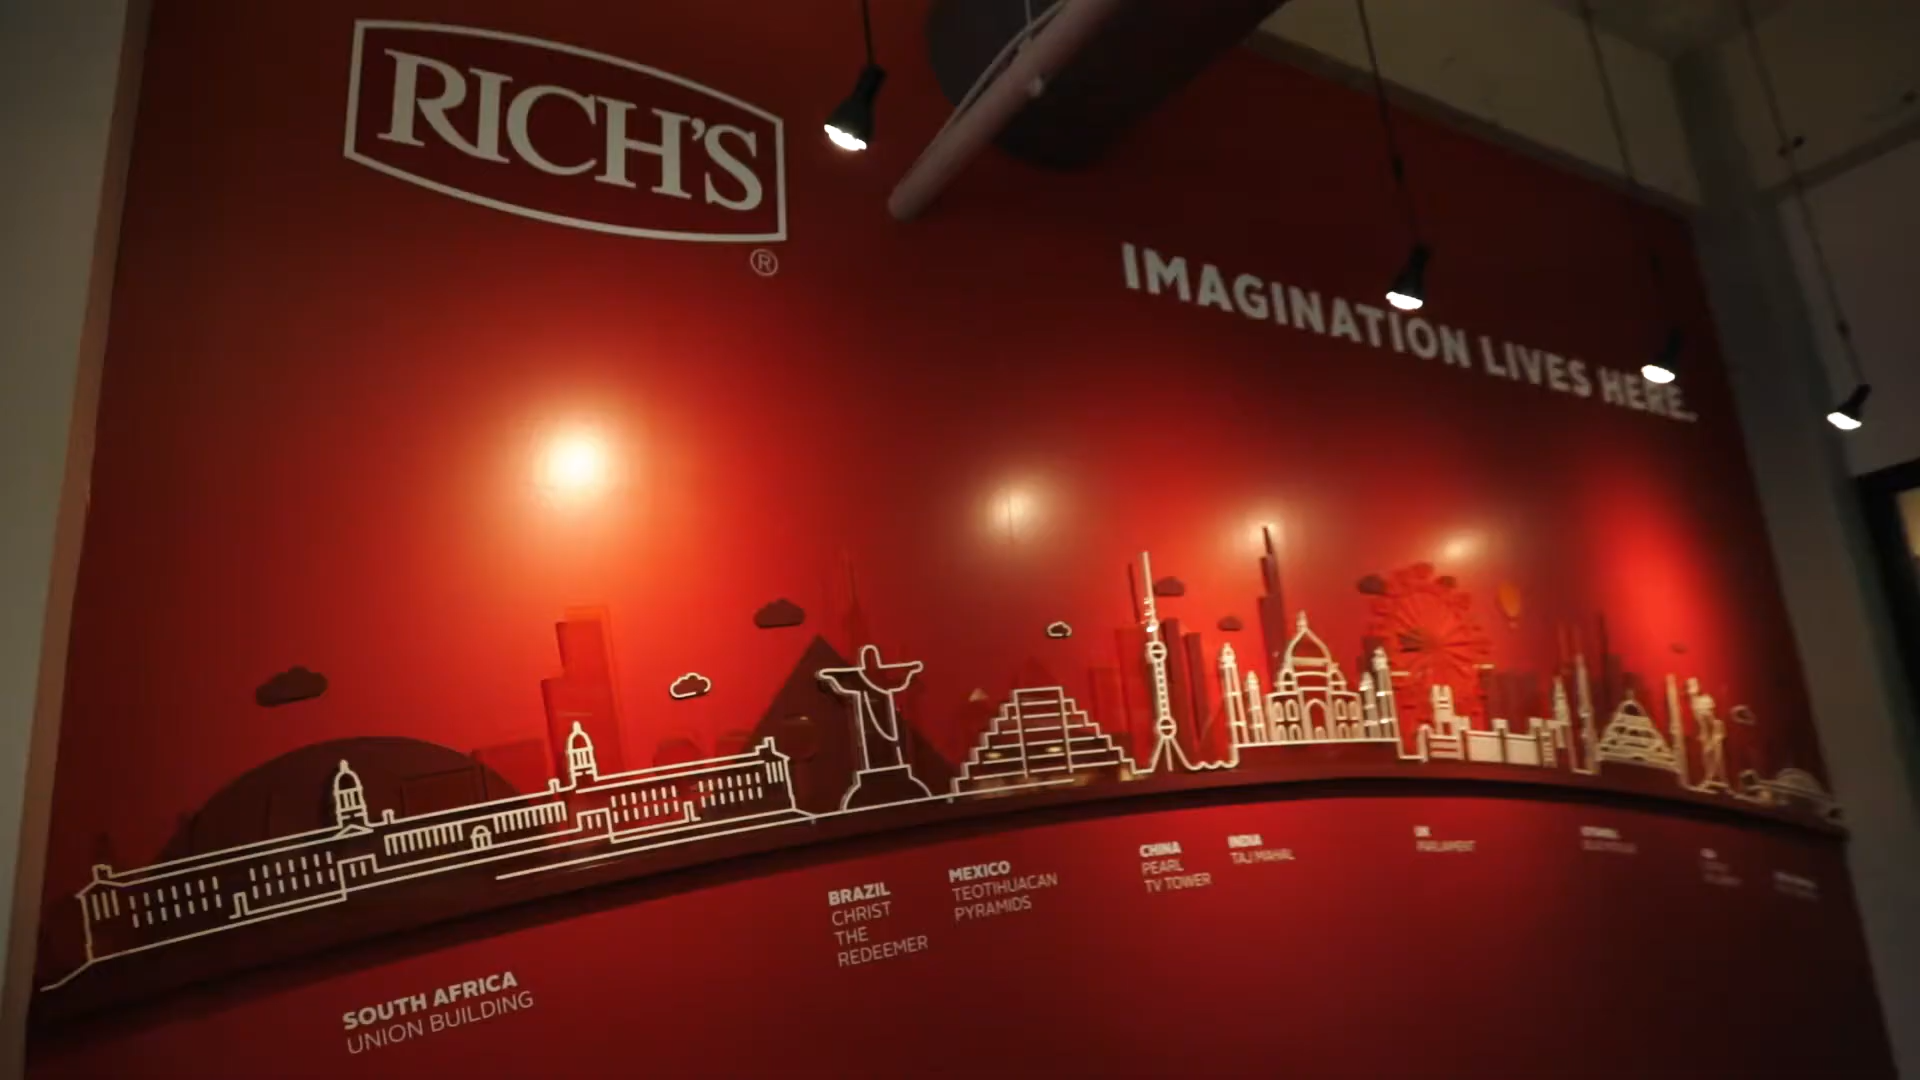 RICH'S
®
IMAGINATION LIVES HERE.
SOUTH AFRICA
UNION BUILDING
BRAZIL
CHRIST
THE
REDEEMER
MEXICO
TEOTIHUACAN
PYRAMIDS
CHINA
PEARL
TV TOWER
INDIA
TAJ MAHAL
UK
PARLIAMENT